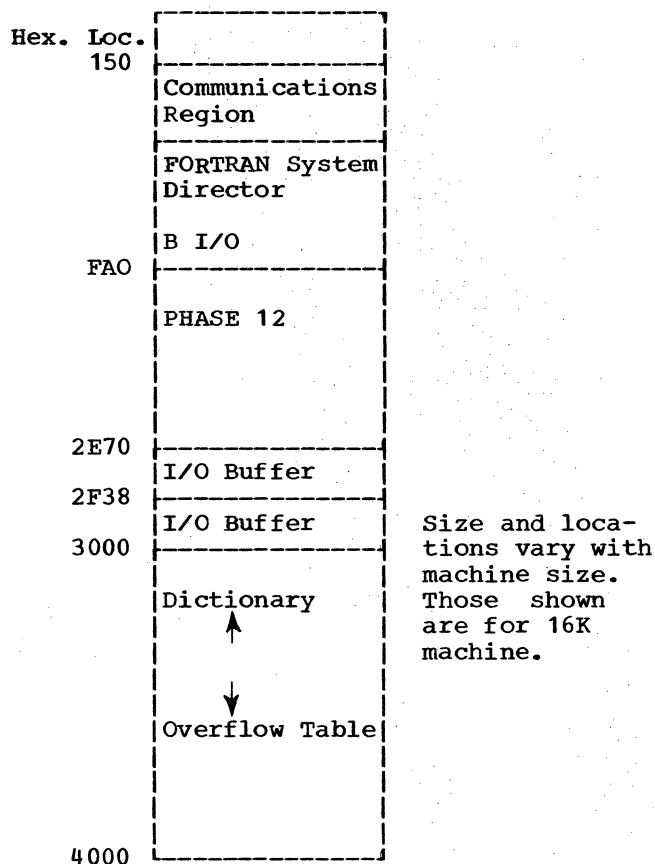 Hex. Loc.
150
Communications
Region
FORTRAN System
Director
B I/O
FA0
PHASE 12
2E70
I/O Buffer
2F38
I/O Buffer
3000
Dictionary
Overflow Table
4000
Size and loca-
tions vary with
machine size.
Those shown
are for 16K
machine.